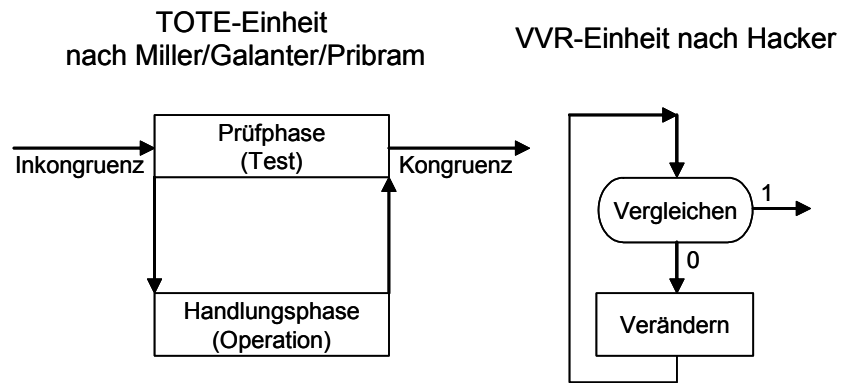 TOTE-Einheit
nach Miller/Galanter/Pribram
VVR-Einheit nach Hacker
Prüfphase
(Test)
Inkongruenz
Kongruenz
Handlungsphase
(Operation)
Vergleichen
1
0
Verändern